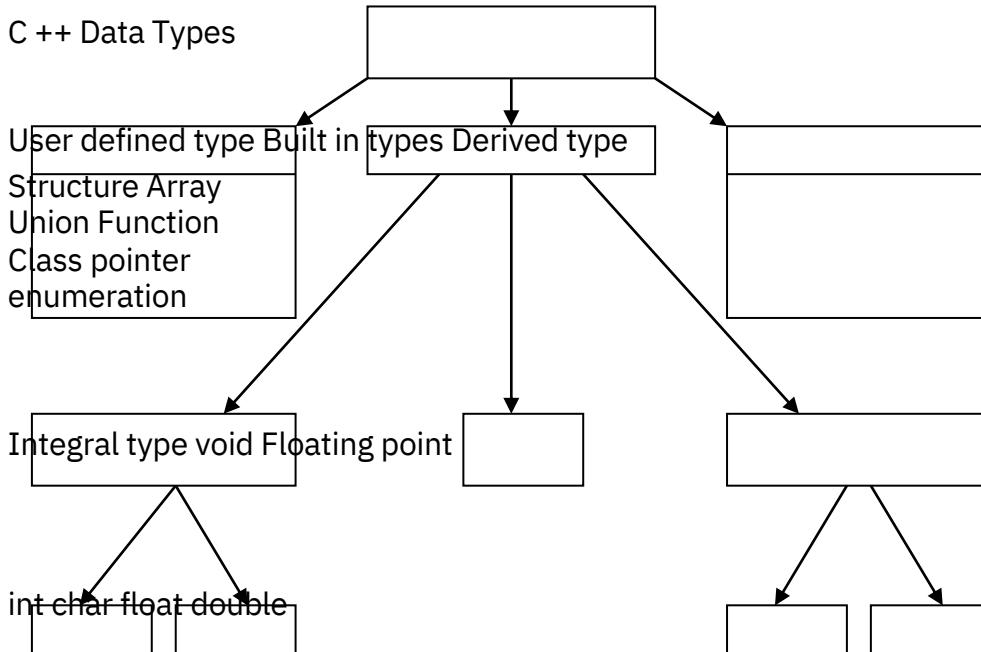 C ++ Data Types
User defined type Built in types Derived type
Structure Array
Union Function
Class pointer
enumeration
Integral type void Floating point
int char float double